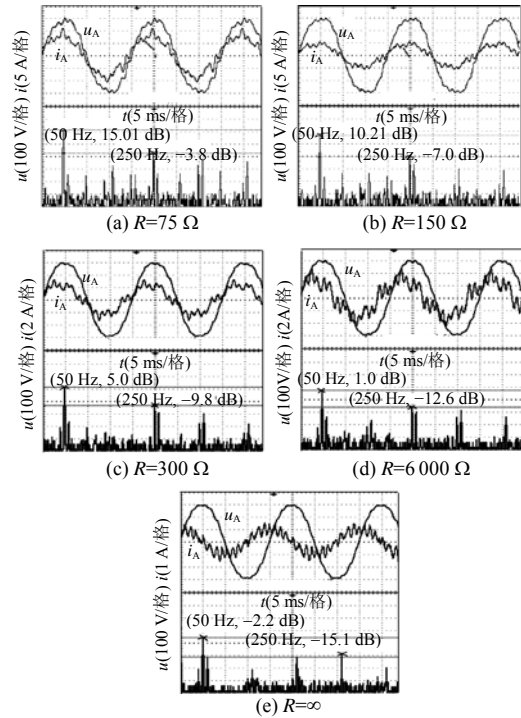 u(100 V/格) i(5 A/格)
uA
iA
t(5 ms/格)
(50 Hz, 15.01 dB)
(250 Hz, −3.8 dB)
(a) R=75 Ω
u(100 V/格) i(5 A/格)
uA
iA
t(5 ms/格)
(50 Hz, 10.21 dB)
(250 Hz, −7.0 dB)
(b) R=150 Ω
u(100 V/格) i(2 A/格)
uA
iA
t(5 ms/格)
(50 Hz, 5.0 dB)
(250 Hz, −9.8 dB)
(c) R=300 Ω
u(100V/格) i(2A/格)
uA
iA
t(5 ms/格)
(50 Hz, 1.0 dB)
(250 Hz, −12.6 dB)
(d) R=6 000 Ω
u(100 V/格) i(1 A/格)
uA
iA
t(5 ms/格)
(50 Hz, −2.2 dB)
(250 Hz, −15.1 dB)
(e) R=∞